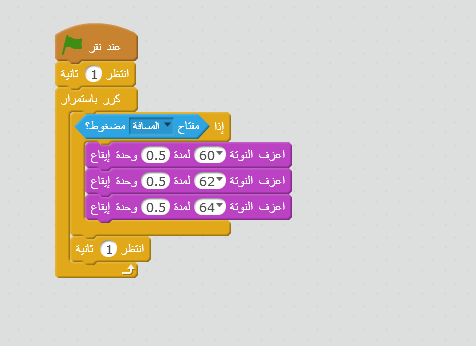 عند نقر
انتظر 1 ثانية
كرر باستمرار
إذا مفتاح المسافة مضغوط؟
اعزف النوتة 60 لمدة 0.5 وحدة إيقاع
اعزف النوتة 62 لمدة 0.5 وحدة إيقاع
اعزف النوتة 64 لمدة 0.5 وحدة إيقاع
انتظر 1 ثانية